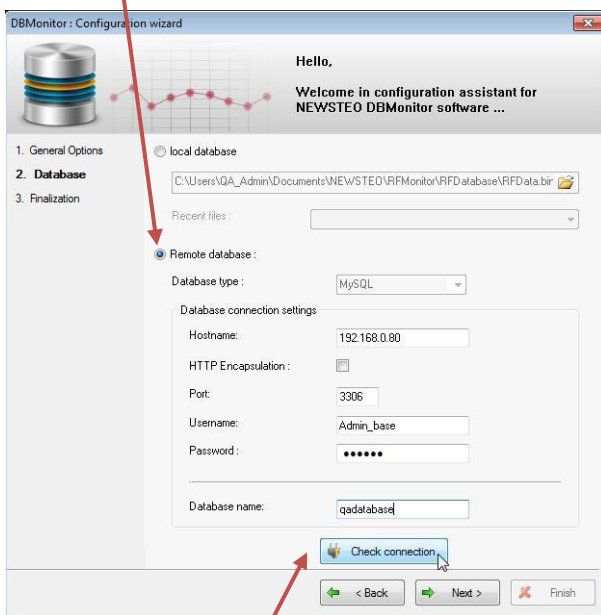 DBMonitor : Configuration wizard
Hello,
Welcome in configuration assistant for
NEWSTEO DBMonitor software ...
1. General Options
2. Database
3. Finalization
local database
C:\Users\QA_Admin\Documents\NEWSTEO\RFMonitor\RFDatabase\RFData.bin
Recent files :
Remote database :
Database type :
MySQL
Database connection settings
Hostname:
192.168.0.80
HTTP Encapsulation :
Port:
3306
Username:
Admin_base
Password :
••••••
Database name:
qadatabase
Check connection
< Back
Next >
Finish